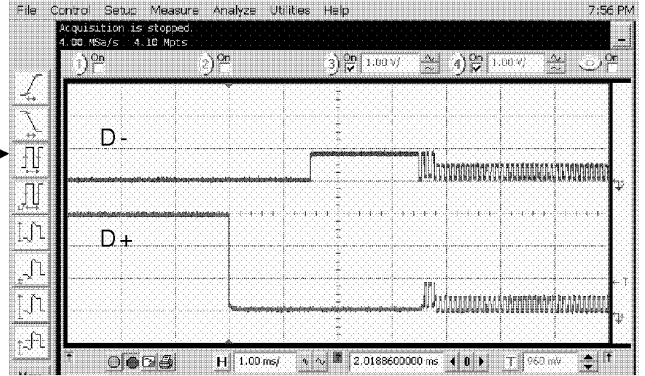 File Control Setup Measure Analyze Utilities Help 7:56 PM
Acquisition is stopped.
4.00 MSa/s 4.10 Mpts
1) On 2) On 3) On 1.00 V/ 4) On 1.00 V/ On
D-
D+
T
H 1.00 ms/ 2.0188600000 ms 0 T 960 mV